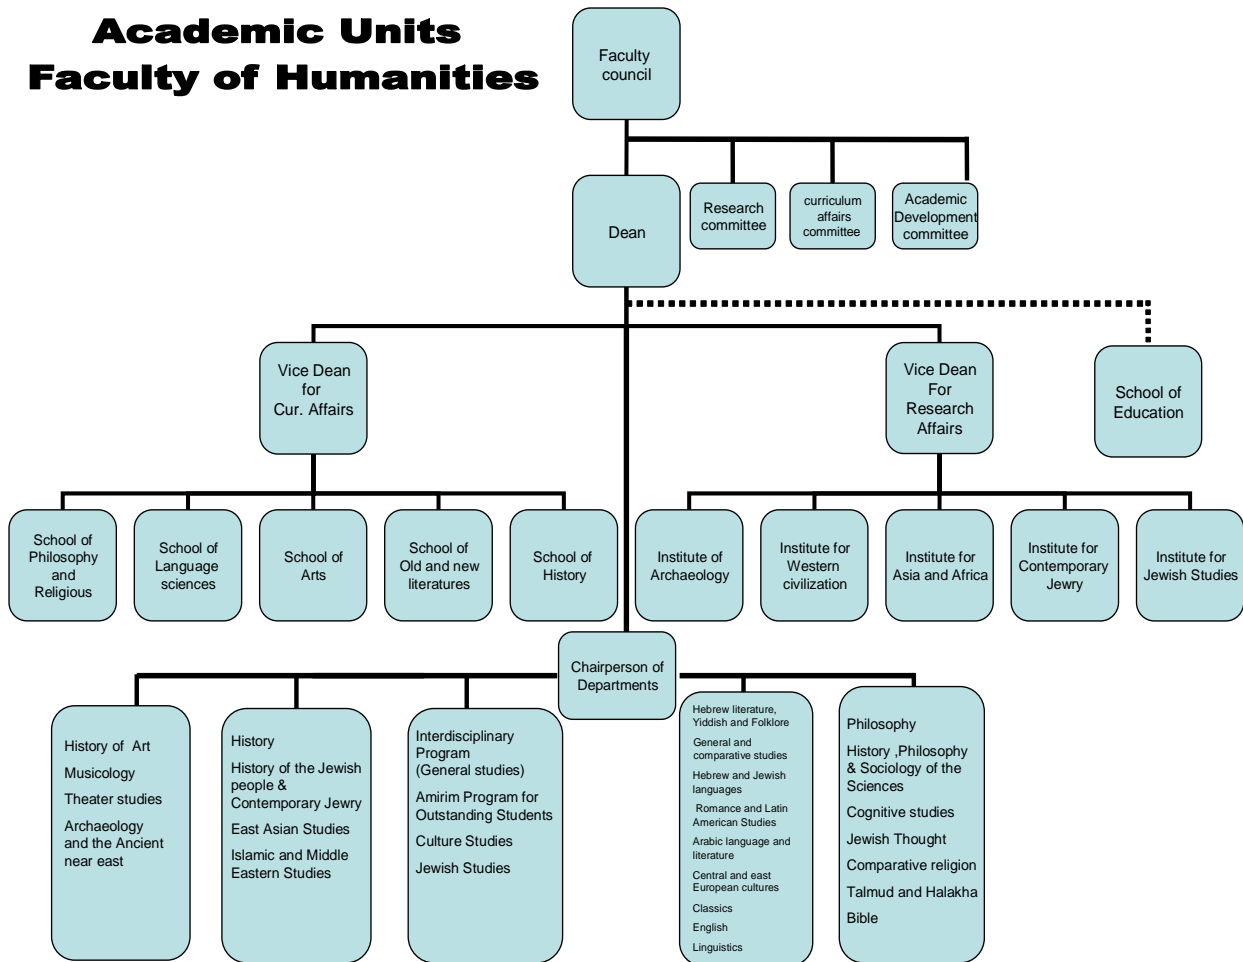 Academic Units
Faculty of Humanities
Faculty
council
Dean
Research
committee
curriculum
affairs
committee
Academic
Development
committee
Vice Dean
for
Cur. Affairs
Vice Dean
For
Research
Affairs
School of
Education
School of
Philosophy
and
Religious
School of
Language
sciences
School of
Arts
School of
Old and new
literatures
School of
History
Institute of
Archaeology
Institute for
Western
civilization
Institute for
Asia and Africa
Institute for
Contemporary
Jewry
Institute for
Jewish Studies
Chairperson of
Departments
History of Art
Musicology
Theater studies
Archaeology
and the Ancient
near east
History
History of the Jewish
people &
Contemporary Jewry
East Asian Studies
Islamic and Middle
Eastern Studies
Interdisciplinary
Program
(General studies)
Amirim Program for
Outstanding Students
Culture Studies
Jewish Studies
Hebrew literature,
Yiddish and Folklore
General and
comparative studies
Hebrew and Jewish
languages
Romance and Latin
American Studies
Arabic language and
literature
Central and east
European cultures
Classics
English
Linguistics
Philosophy
History ,Philosophy
& Sociology of the
Sciences
Cognitive studies
Jewish Thought
Comparative religion
Talmud and Halakha
Bible